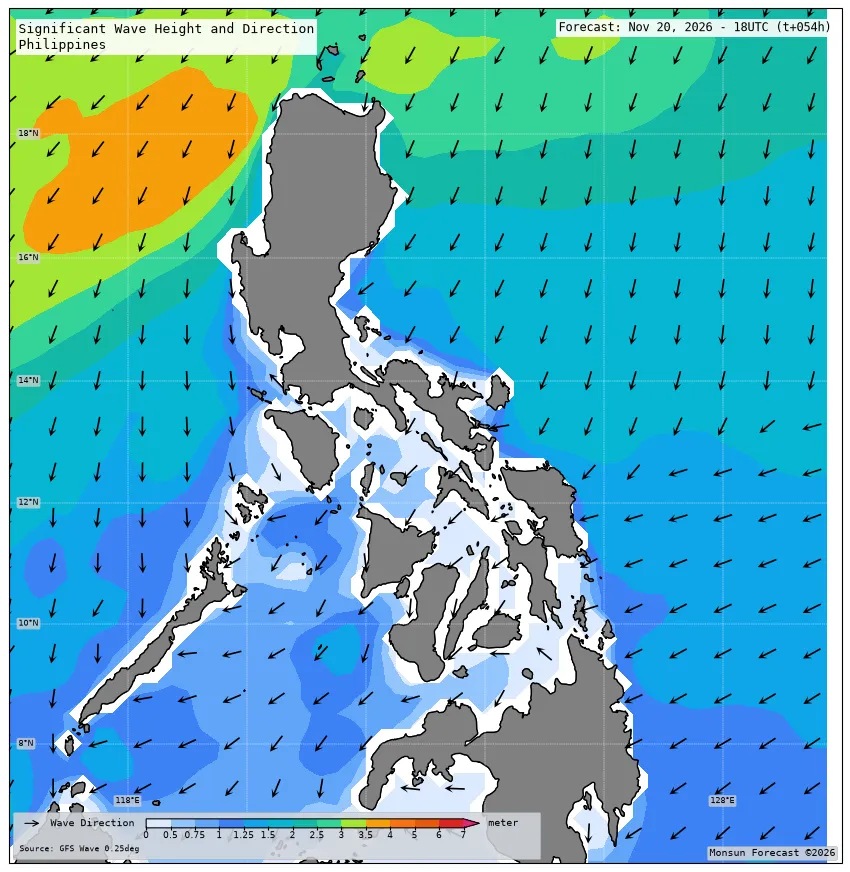 Significant Wave Height and Direction
Philippines
Forecast: Nov 20, 2026 - 18UTC (t+054h)
18°N
16°N
14°N
12°N
10°N
8°N
118°E
128°E
Wave Direction
meter
0 0.5 0.75 1 1.25 1.5 2 2.5 3 3.5 4 5 6 7
Source: GFS Wave 0.25deg
Monsun Forecast ©2026